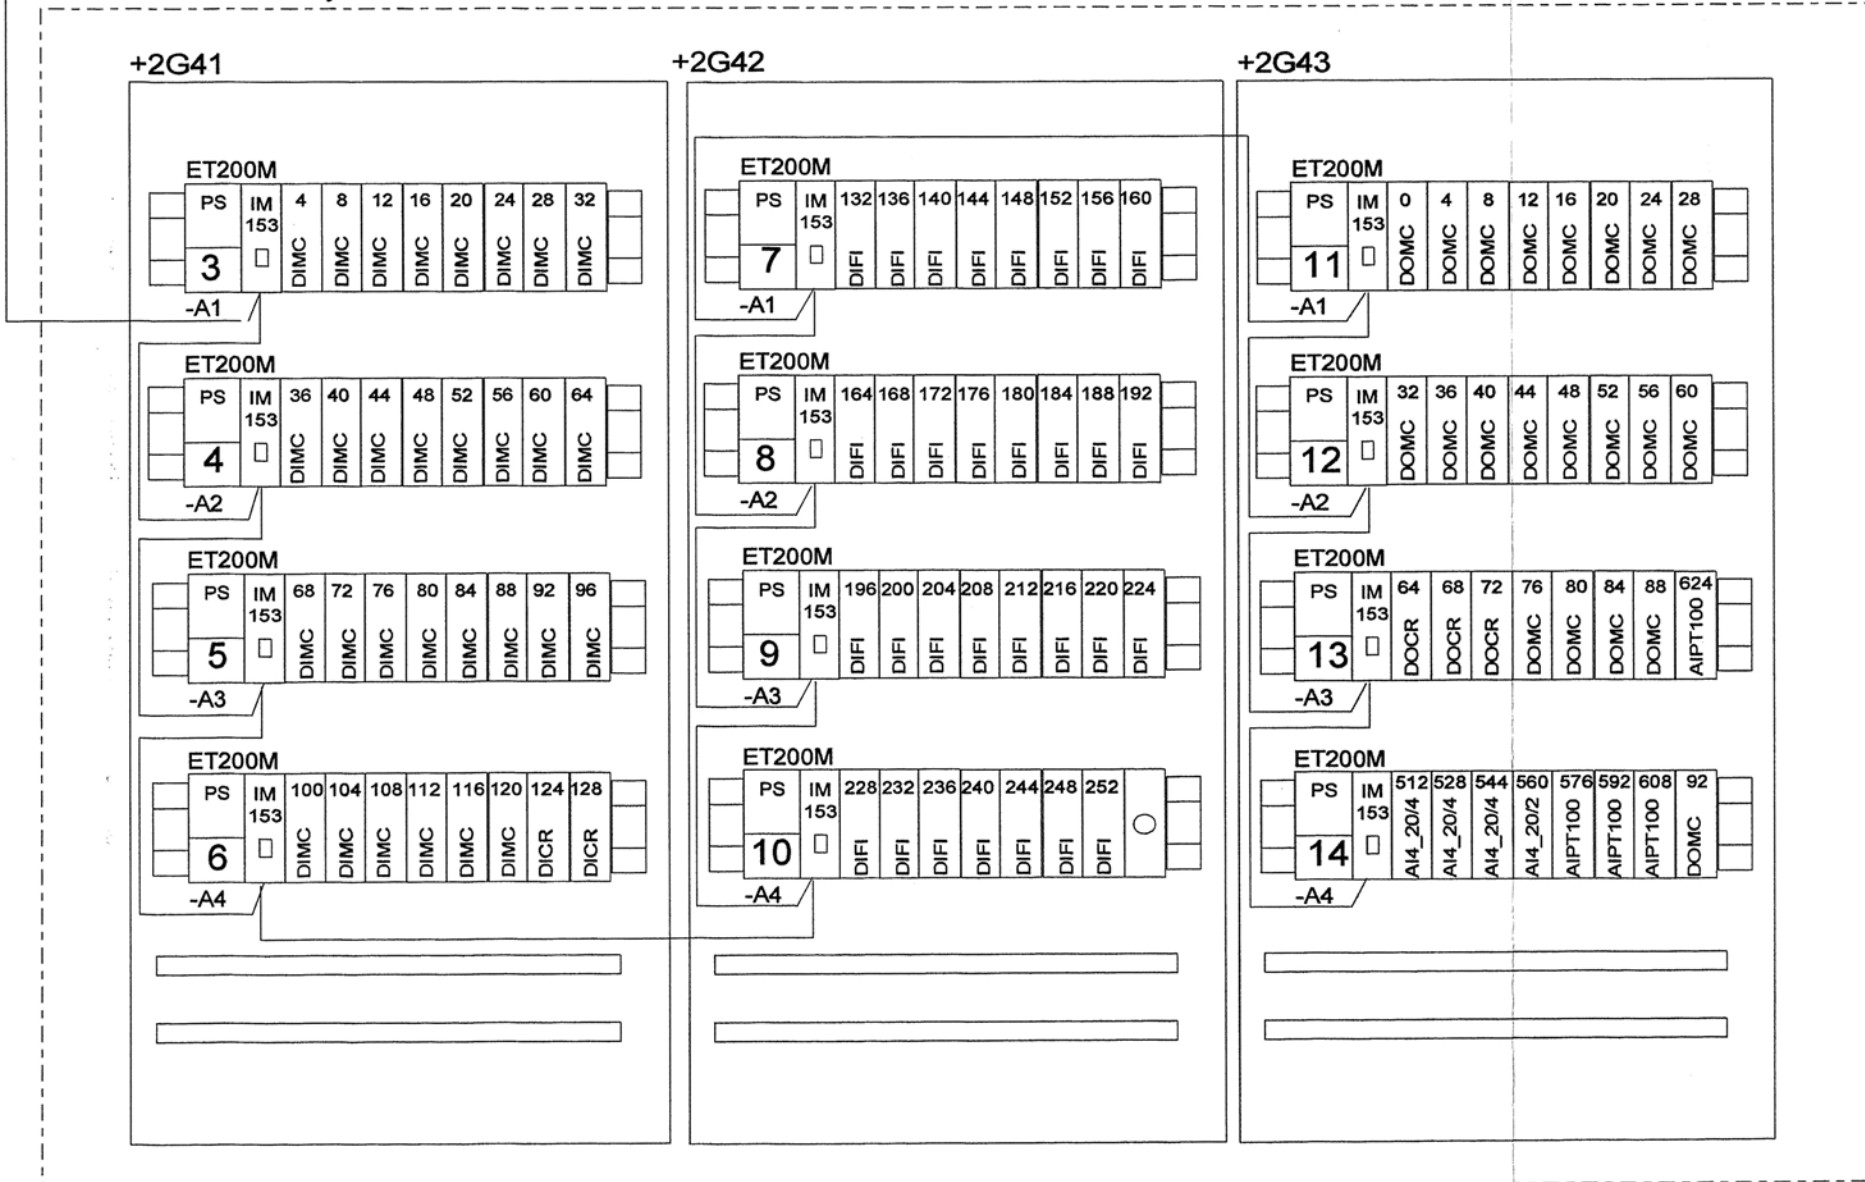 +2G41
ET200M
PS IM 4 8 12 16 20 24 28 32
153
3 DIMC DIMC DIMC DIMC DIMC DIMC DIMC DIMC
-A1
ET200M
PS IM 36 40 44 48 52 56 60 64
153
4 DIMC DIMC DIMC DIMC DIMC DIMC DIMC DIMC
-A2
ET200M
PS IM 68 72 76 80 84 88 92 96
153
5 DIMC DIMC DIMC DIMC DIMC DIMC DIMC DIMC
-A3
ET200M
PS IM 100 104 108 112 116 120 124 128
153
6 DIMC DIMC DIMC DIMC DIMC DIMC DICR DICR
-A4
+2G42
ET200M
PS IM 132 136 140 144 148 152 156 160
153
7 DIFI DIFI DIFI DIFI DIFI DIFI DIFI DIFI
-A1
ET200M
PS IM 164 168 172 176 180 184 188 192
153
8 DIFI DIFI DIFI DIFI DIFI DIFI DIFI DIFI
-A2
ET200M
PS IM 196 200 204 208 212 216 220 224
153
9 DIFI DIFI DIFI DIFI DIFI DIFI DIFI DIFI
-A3
ET200M
PS IM 228 232 236 240 244 248 252
153
10 DIFI DIFI DIFI DIFI DIFI DIFI DIFI
-A4
+2G43
ET200M
PS IM 0 4 8 12 16 20 24 28
153
11 DOMC DOMC DOMC DOMC DOMC DOMC DOMC DOMC
-A1
ET200M
PS IM 32 36 40 44 48 52 56 60
153
12 DOMC DOMC DOMC DOMC DOMC DOMC DOMC DOMC
-A2
ET200M
PS IM 64 68 72 76 80 84 88 624
153
13 DOCR DOCR DOCR DOMC DOMC DOMC DOMC AIPT100
-A3
ET200M
PS IM 512 528 544 560 576 592 608 92
153
14 AI4_20/4 AI4_20/4 AI4_20/4 AI4_20/2 AIPT100 AIPT100 AIPT100 DOMC
-A4